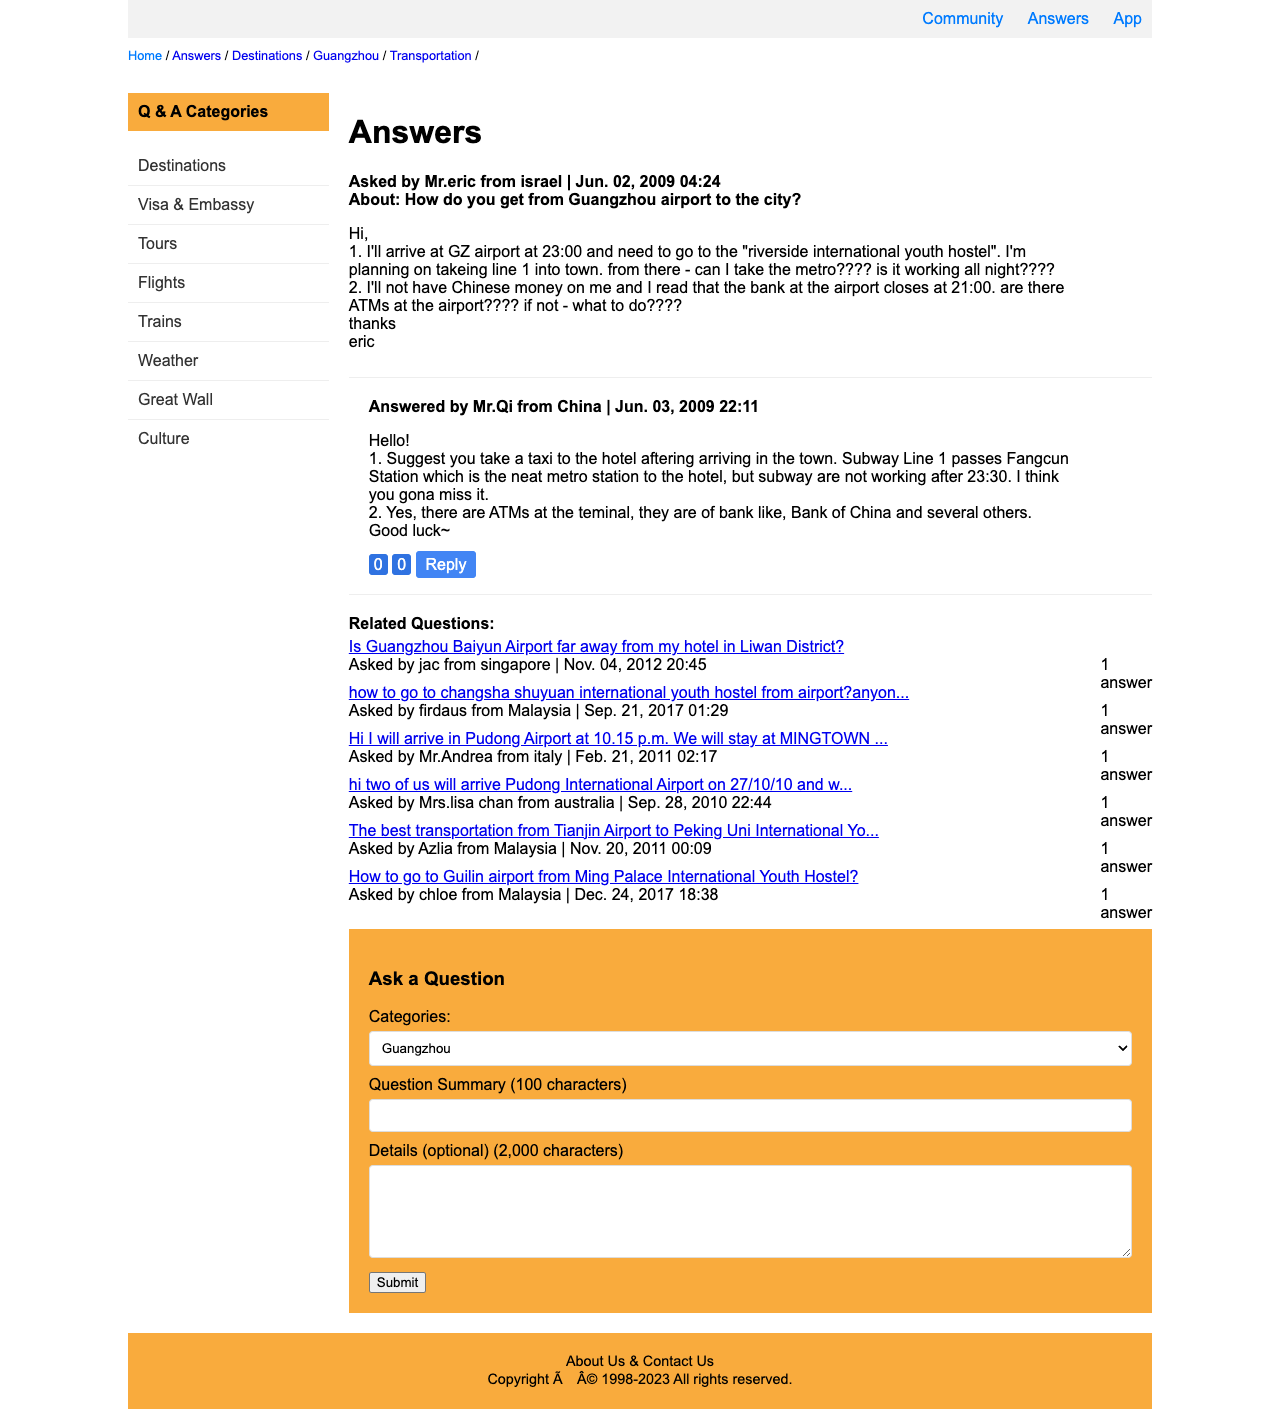 Community Answers App
Home / Answers / Destinations / Guangzhou / Transportation /
Q & A Categories
Destinations
Visa & Embassy
Tours
Flights
Trains
Weather
Great Wall
Culture
Answers
Asked by Mr.eric from israel | Jun. 02, 2009 04:24
About: How do you get from Guangzhou airport to the city?
Hi,
1. I'll arrive at GZ airport at 23:00 and need to go to the "riverside international youth hostel". I'm
planning on takeing line 1 into town. from there - can I take the metro???? is it working all night????
2. I'll not have Chinese money on me and I read that the bank at the airport closes at 21:00. are there
ATMs at the airport???? if not - what to do????
thanks
eric
Answered by Mr.Qi from China | Jun. 03, 2009 22:11
Hello!
1. Suggest you take a taxi to the hotel aftering arriving in the town. Subway Line 1 passes Fangcun
Station which is the neat metro station to the hotel, but subway are not working after 23:30. I think
you gona miss it.
2. Yes, there are ATMs at the teminal, they are of bank like, Bank of China and several others.
Good luck~
0 0 Reply
Related Questions:
Is Guangzhou Baiyun Airport far away from my hotel in Liwan District?
Asked by jac from singapore | Nov. 04, 2012 20:45
1
answer
how to go to changsha shuyuan international youth hostel from airport?anyon...
Asked by firdaus from Malaysia | Sep. 21, 2017 01:29
1
answer
Hi I will arrive in Pudong Airport at 10.15 p.m. We will stay at MINGTOWN ...
Asked by Mr.Andrea from italy | Feb. 21, 2011 02:17
1
answer
hi two of us will arrive Pudong International Airport on 27/10/10 and w...
Asked by Mrs.lisa chan from australia | Sep. 28, 2010 22:44
1
answer
The best transportation from Tianjin Airport to Peking Uni International Yo...
Asked by Azlia from Malaysia | Nov. 20, 2011 00:09
1
answer
How to go to Guilin airport from Ming Palace International Youth Hostel?
Asked by chloe from Malaysia | Dec. 24, 2017 18:38
1
answer
Ask a Question
Categories:
Guangzhou
Question Summary (100 characters)
Details (optional) (2,000 characters)
Submit
About Us & Contact Us
Copyright Ã Â© 1998-2023 All rights reserved.